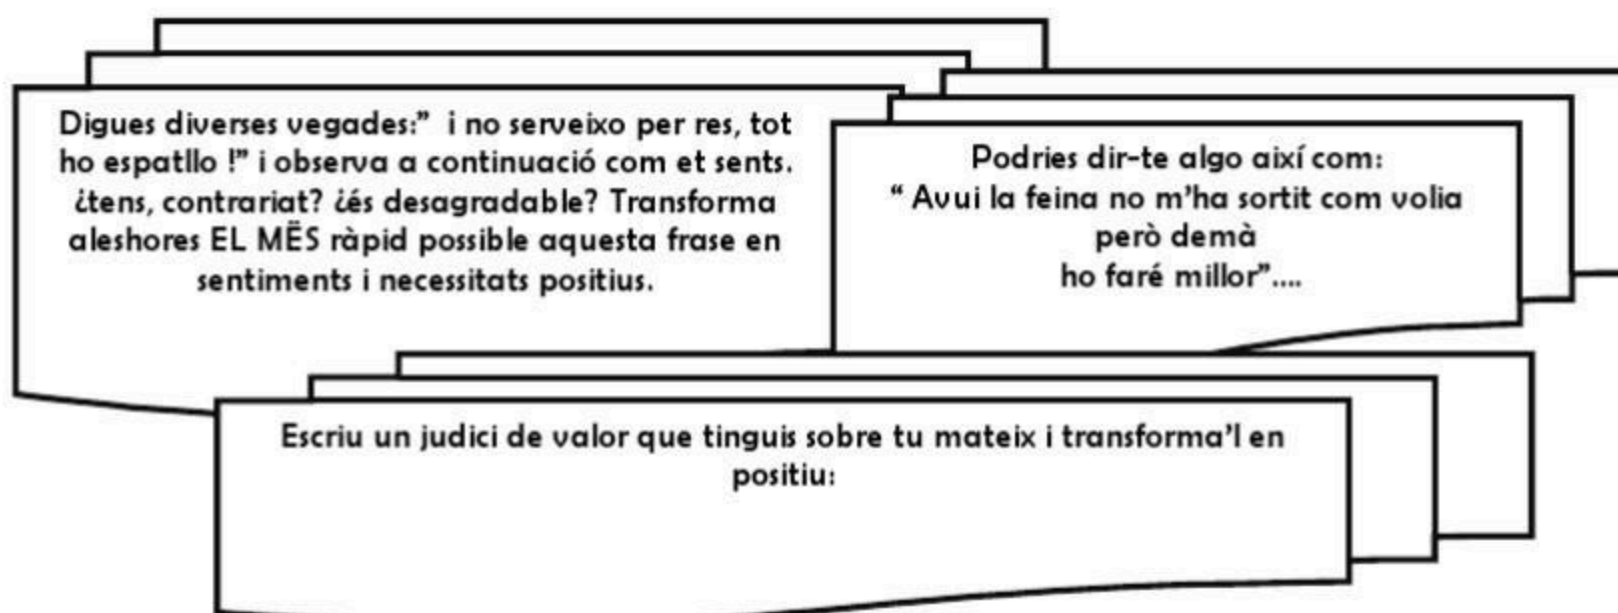 Digues diverses vegades:” i no serveixo per res, tot
ho espatllo !” i observa a continuació com et sents.
¿tens, contrariat? ¿és desagradable? Transforma
aleshores EL MËS ràpid possible aquesta frase en
sentiments i necessitats positius.
Podries dir-te algo així com:
“ Avui la feina no m’ha sortit com volia
però demà
ho faré millor”....
Escriu un judici de valor que tinguis sobre tu mateix i transforma’l en
positiu: